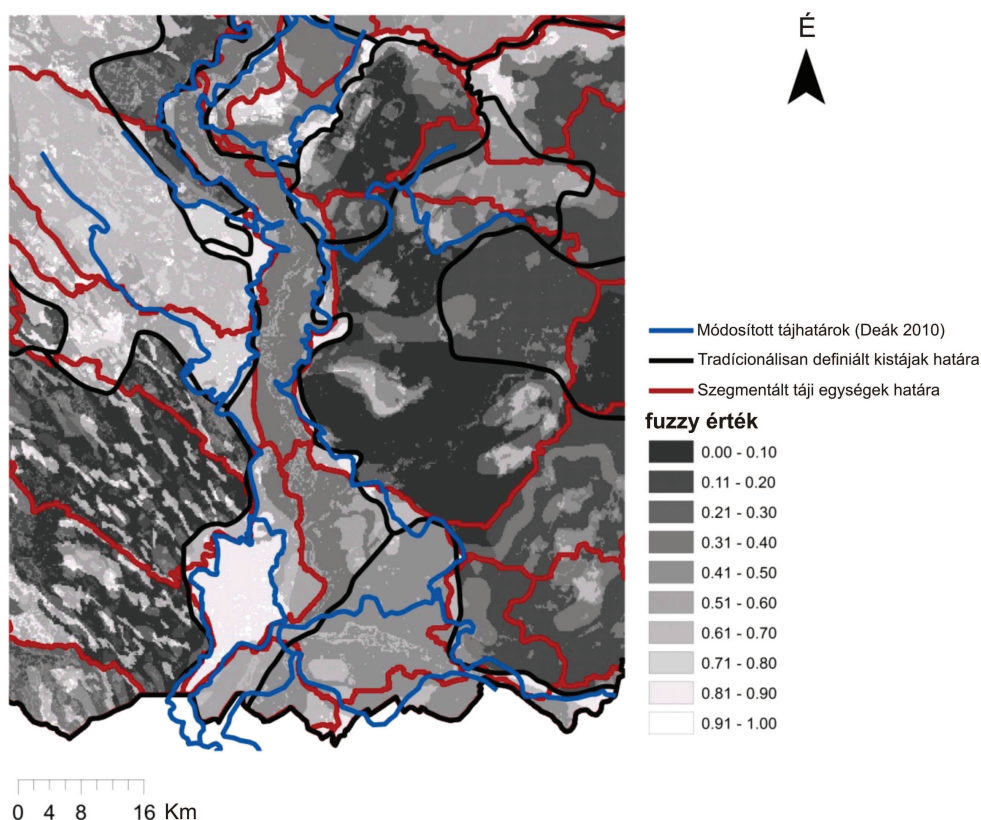 É
Módosított tájhatárok (Deák 2010)
Tradícionálisan definiált kistájak határa
Szegmentált táji egységek határa
fuzzy érték
0.00 - 0.10
0.11 - 0.20
0.21 - 0.30
0.31 - 0.40
0.41 - 0.50
0.51 - 0.60
0.61 - 0.70
0.71 - 0.80
0.81 - 0.90
0.91 - 1.00
0 4 8 16 Km